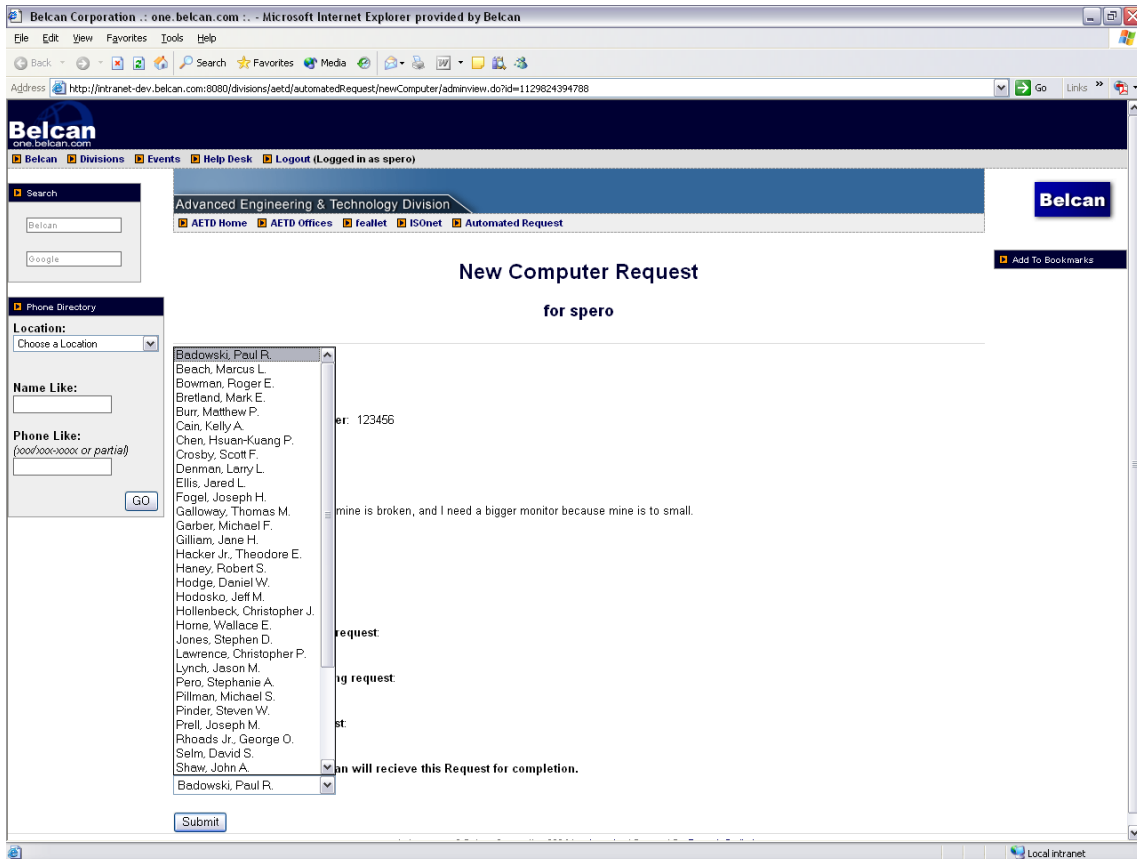 Belcan Corporation .: one.belcan.com :. - Microsoft Internet Explorer provided by Belcan
File Edit View Favorites Tools Help
Back Search Favorites Media
Address http://intranet-dev.belcan.com:8080/divisions/aetd/automatedRequest/newComputer/adminview.do?id=1129824394788 Go Links »
Belcan
one.belcan.com
Belcan Divisions Events Help Desk Logout (Logged in as spero)
Search
Belcan
Google
Phone Directory
Location:
Choose a Location
Name Like:
Phone Like:
(xxx/xxx-xxxx or partial)
GO
Advanced Engineering & Technology Division
AETD Home AETD Offices feaNet ISOnet Automated Request
Belcan
Add To Bookmarks
New Computer Request
for spero
Badowski, Paul R.
Beach, Marcus L.
Bowman, Roger E.
Bretland, Mark E.
Burr, Matthew P.
Cain, Kelly A.
er: 123456
Chen, Hsuan-Kuang P.
Crosby, Scott F.
Denman, Larry L.
Ellis, Jared L.
Fogel, Joseph H.
Galloway, Thomas M.
mine is broken, and I need a bigger monitor because mine is to small.
Garber, Michael F.
Gilliam, Jane H.
Hacker Jr., Theodore E.
Haney, Robert S.
Hodge, Daniel W.
Hodosko, Jeff M.
Hollenbeck, Christopher J.
Horne, Wallace E.
Jones, Stephen D.
request:
Lawrence, Christopher P.
Lynch, Jason M.
Pero, Stephanie A.
ng request:
Pillman, Michael S.
Pinder, Steven W.
Prell, Joseph M.
st:
Rhoads Jr., George O.
Selm, David S.
Shaw, John A.
an will recieve this Request for completion.
Badowski, Paul R.
Submit
Local intranet